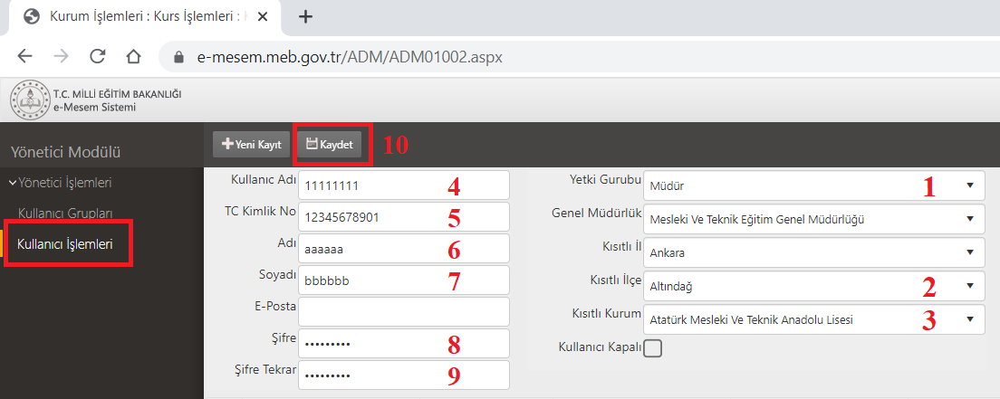 Kurum İşlemleri : Kurs İşlemleri :
e-mesem.meb.gov.tr/ADM/ADM01002.aspx
T.C. MİLLİ EĞİTİM BAKANLIĞI
e-Mesem Sistemi
Yönetici Modülü
Yönetici İşlemleri
Kullanıcı Grupları
Kullanıcı İşlemleri
Yeni Kayıt Kaydet 10
Kullanıc Adı 11111111 4
TC Kimlik No 12345678901 5
Adı aaaaaa 6
Soyadı bbbbbb 7
E-Posta
Şifre ••••••••• 8
Şifre Tekrar ••••••••• 9
Yetki Gurubu Müdür 1
Genel Müdürlük Mesleki Ve Teknik Eğitim Genel Müdürlüğü
Kısıtlı İl Ankara
Kısıtlı İlçe Altındağ 2
Kısıtlı Kurum Atatürk Mesleki Ve Teknik Anadolu Lisesi 3
Kullanıcı Kapalı